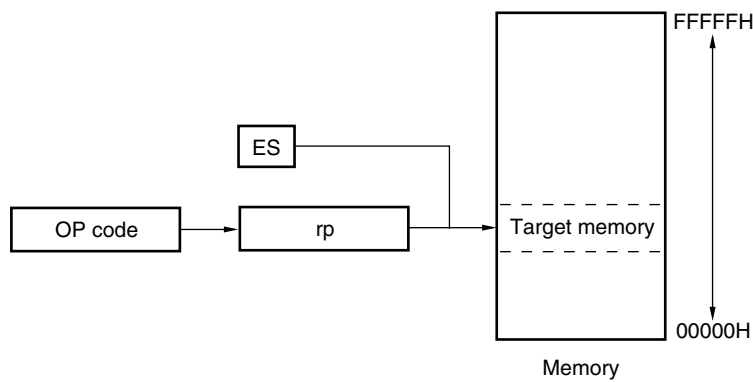 FFFFFH
ES
OP code
rp
Target memory
00000H
Memory